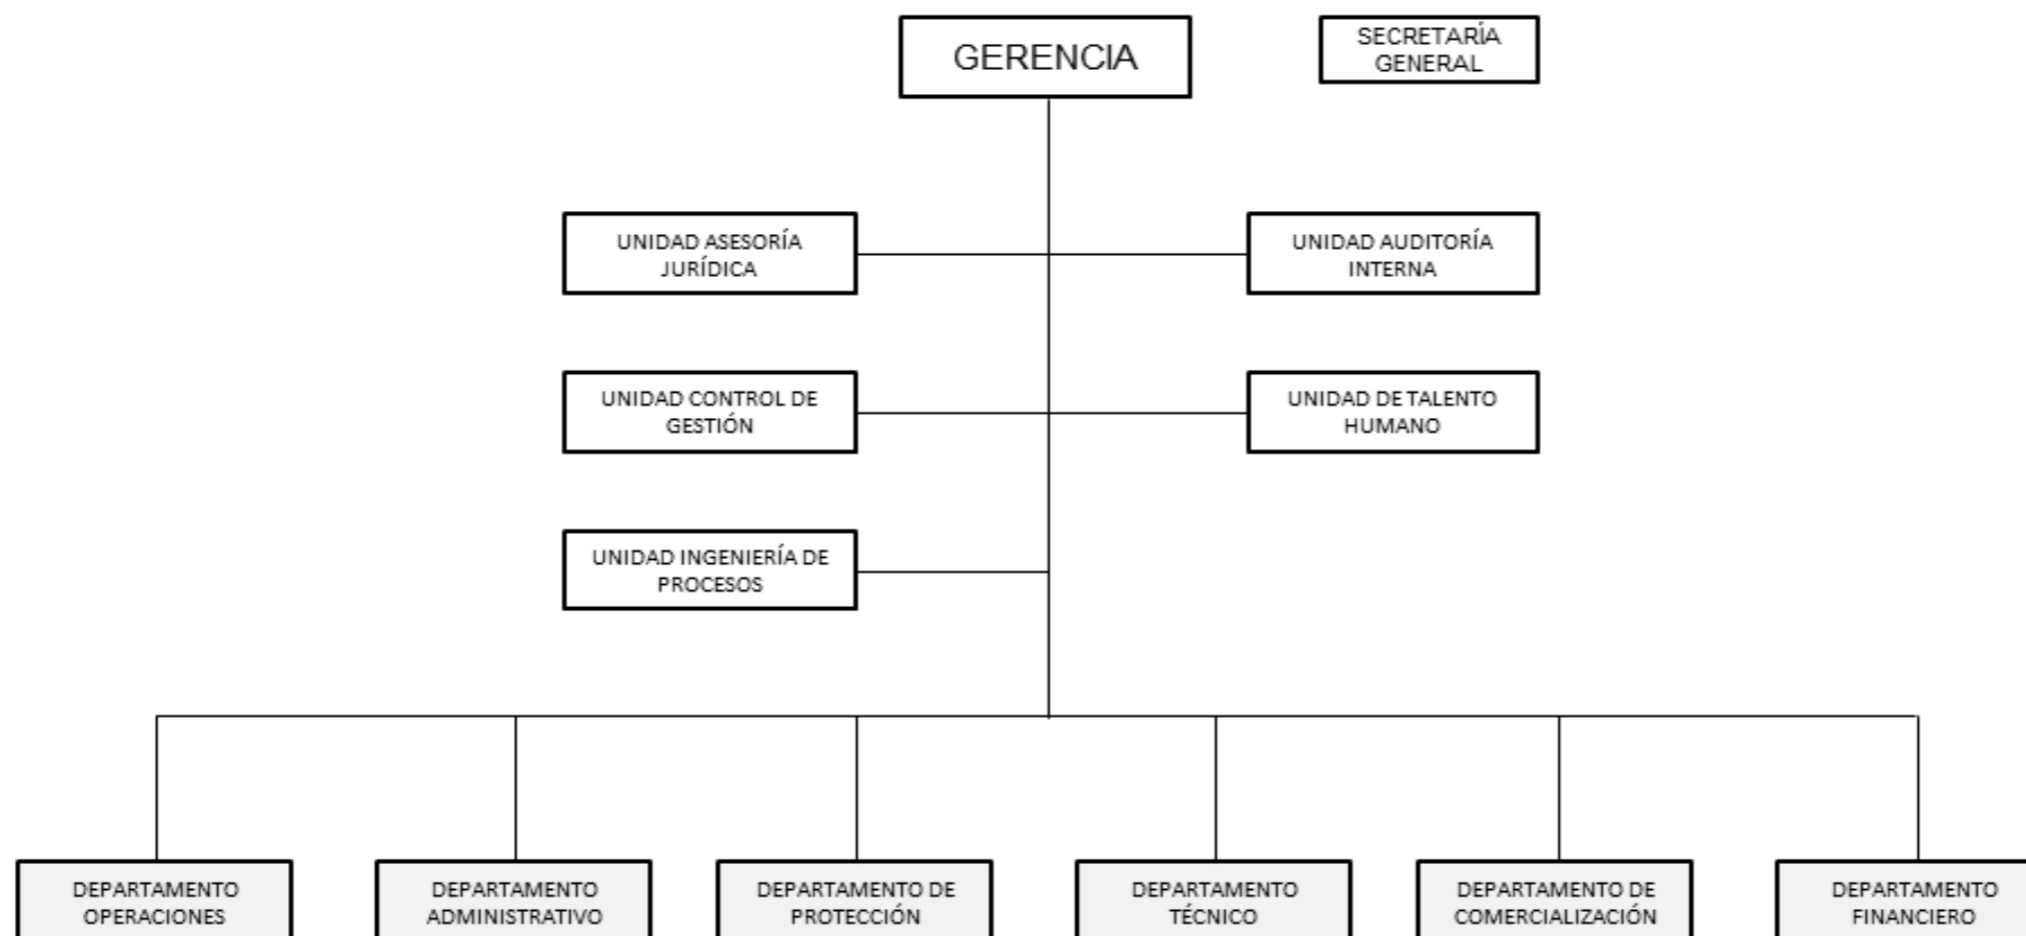 GERENCIA
SECRETARÍA
GENERAL
UNIDAD ASESORÍA
JURÍDICA
UNIDAD AUDITORÍA
INTERNA
UNIDAD CONTROL DE
GESTIÓN
UNIDAD DE TALENTO
HUMANO
UNIDAD INGENIERÍA DE
PROCESOS
DEPARTAMENTO
OPERACIONES
DEPARTAMENTO
ADMINISTRATIVO
DEPARTAMENTO DE
PROTECCIÓN
DEPARTAMENTO
TÉCNICO
DEPARTAMENTO DE
COMERCIALIZACIÓN
DEPARTAMENTO
FINANCIERO